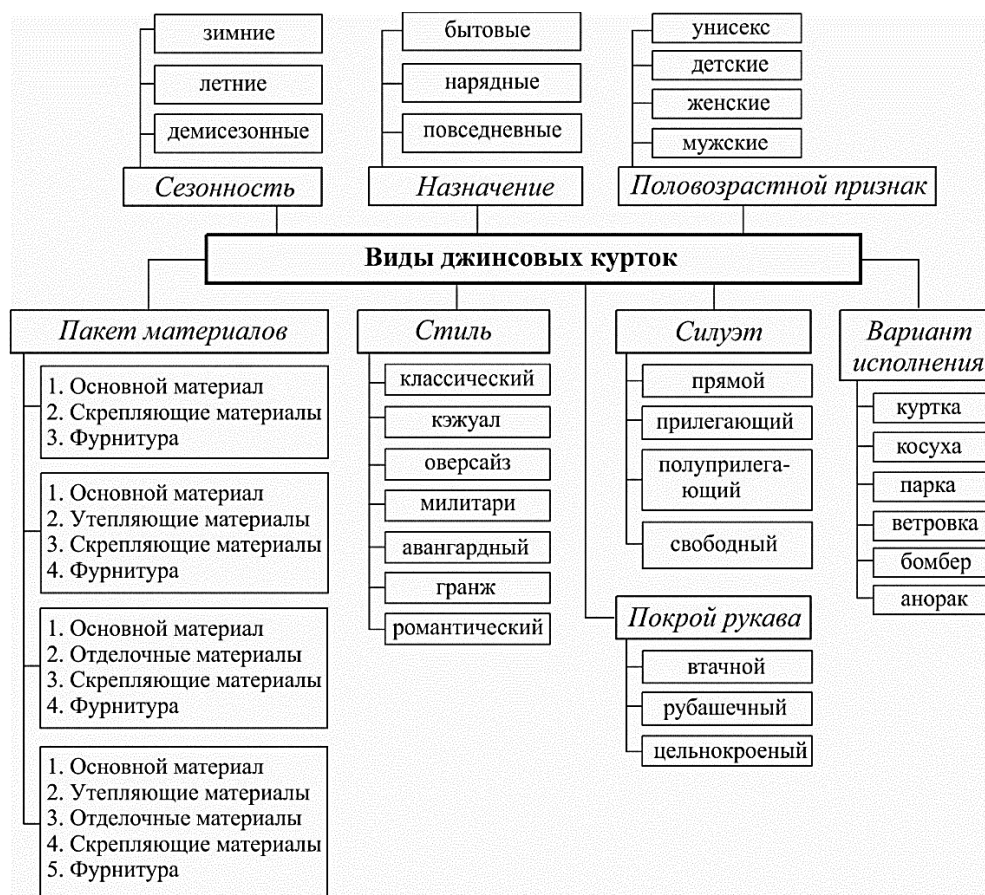 зимние
летние
демисезонные
Сезонность
бытовые
нарядные
повседневные
Назначение
унисекс
детские
женские
мужские
Половозрастной признак
Виды джинсовых курток
Пакет материалов
1. Основной материал
2. Скрепляющие материалы
3. Фурнитура
1. Основной материал
2. Утепляющие материалы
3. Скрепляющие материалы
4. Фурнитура
1. Основной материал
2. Отделочные материалы
3. Скрепляющие материалы
4. Фурнитура
1. Основной материал
2. Утепляющие материалы
3. Отделочные материалы
4. Скрепляющие материалы
5. Фурнитура
Стиль
классический
кэжуал
оверсайз
милитари
авангардный
гранж
романтический
Силуэт
прямой
прилегающий
полуприлега-
ющий
свободный
Покрой рукава
втачной
рубашечный
цельнокроеный
Вариант
исполнения
куртка
косуха
парка
ветровка
бомбер
анорак